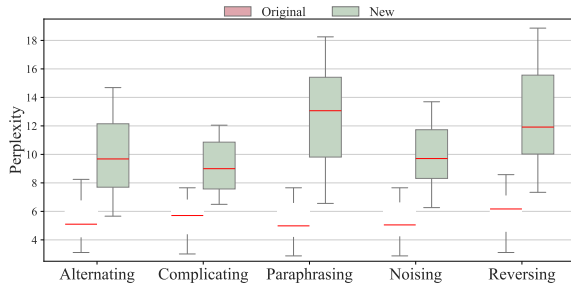 Original New
18
16
14
12
10
8
6
4
Perplexity
Alternating Complicating Paraphrasing Noising Reversing